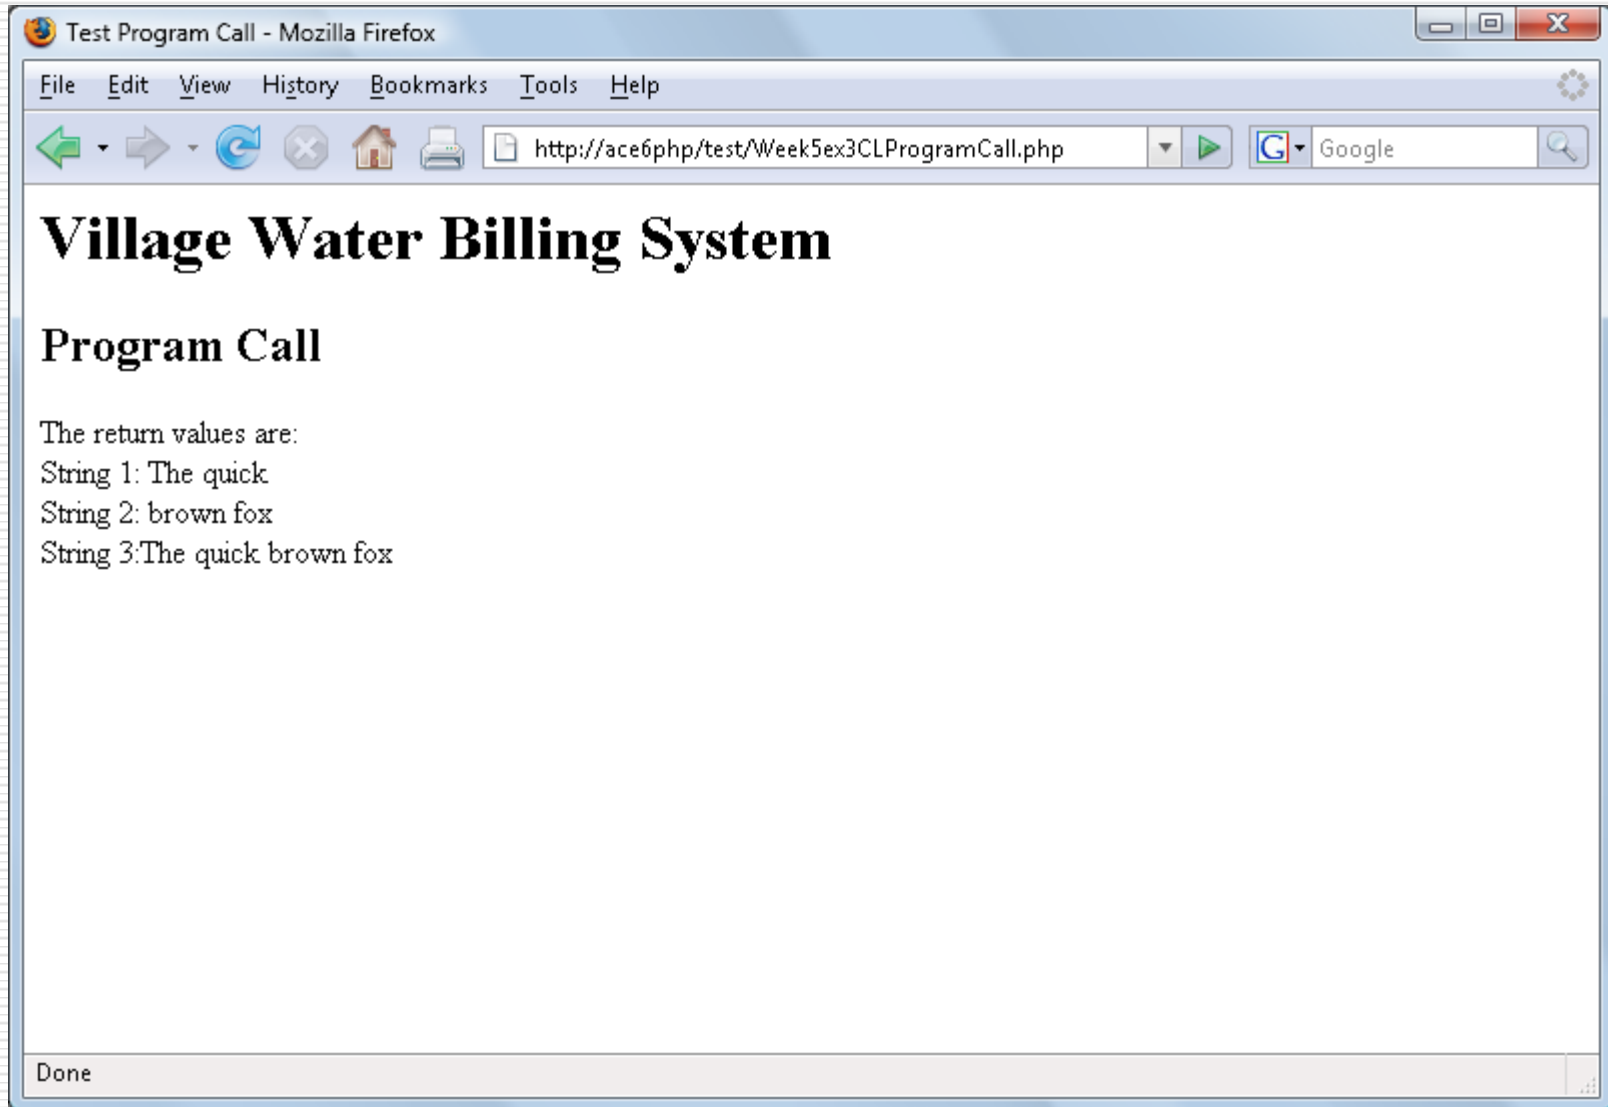 Test Program Call - Mozilla Firefox
File Edit View History Bookmarks Tools Help
http://ace6php/test/Week5ex3CLProgramCall.php
G Google
Village Water Billing System
Program Call
The return values are:
String 1: The quick
String 2: brown fox
String 3:The quick brown fox
Done